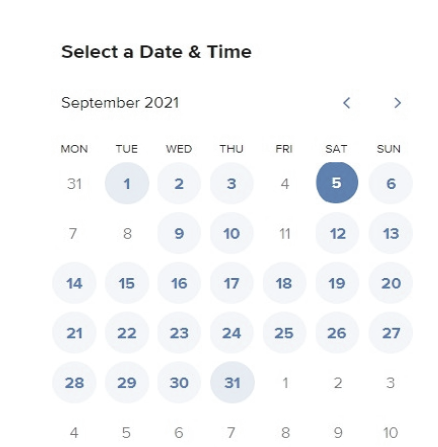 Select a Date & Time
September 2021
MON TUE WED THU FRI SAT SUN
31 1 2 3 4 5 6
7 8 9 10 11 12 13
14 15 16 17 18 19 20
21 22 23 24 25 26 27
28 29 30 31 1 2 3
4 5 6 7 8 9 10